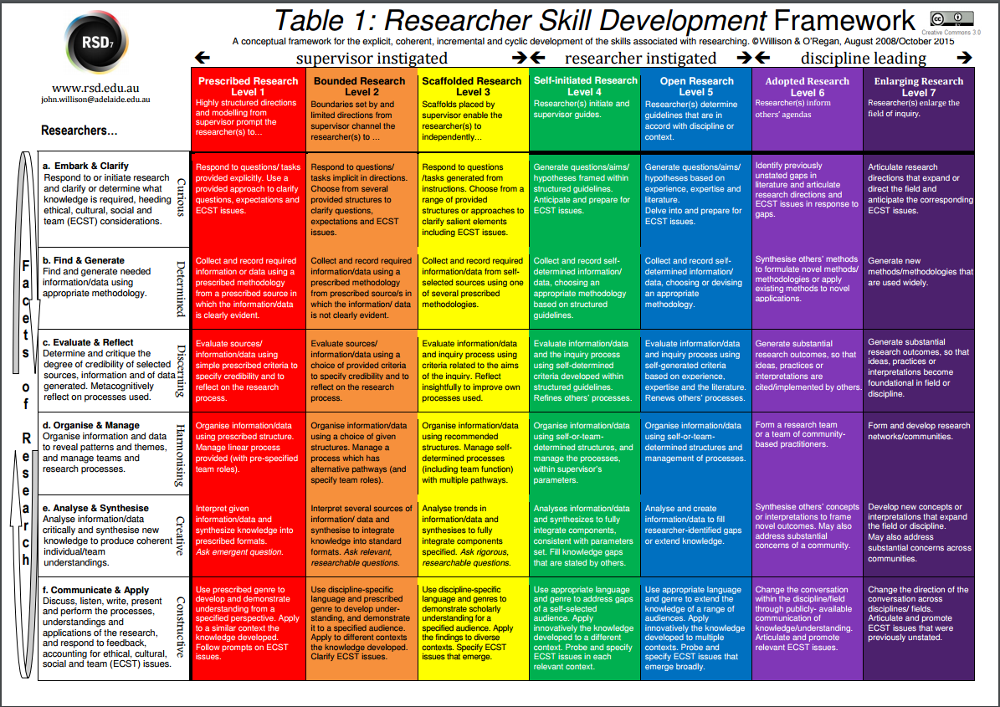 RSD7
Table 1: Researcher Skill Development Framework
cc
Creative Commons 3.0
A conceptual framework for the explicit, coherent, incremental and cyclic development of the skills associated with researching. ©Willison & O'Regan, August 2008/October 2015
supervisor instigated
researcher instigated
discipline leading
www.rsd.edu.au
john.willison@adelaide.edu.au
Researchers…
Prescribed Research
Level 1
Highly structured directions
and modelling from
supervisor prompt the
researcher(s) to…
Bounded Research
Level 2
Boundaries set by and
limited directions from
supervisor channel the
researcher(s) to …
Scaffolded Research
Level 3
Scaffolds placed by
supervisor enable the
researcher(s) to
independently…
Self-initiated Research
Level 4
Researcher(s) initiate and
supervisor guides.
Open Research
Level 5
Researcher(s) determine
guidelines that are in
accord with discipline or
context.
Adopted Research
Level 6
Researcher(s) inform
others' agendas
Enlarging Research
Level 7
Researcher(s) enlarge the
field of inquiry.
Facets of Research
a. Embark & Clarify
Respond to or initiate research
and clarify or determine what
knowledge is required, heeding
ethical, cultural, social and
team (ECST) considerations.
Curious
Respond to questions/ tasks
provided explicitly. Use a
provided approach to clarify
questions, expectations and
ECST issues.
Respond to questions/
tasks implicit in directions.
Choose from several
provided structures to
clarify questions,
expectations and ECST
issues.
Respond to questions
/tasks generated from
instructions. Choose from a
range of provided
structures or approaches to
clarify salient elements
including ECST issues.
Generate questions/aims/
hypotheses framed within
structured guidelines.
Anticipate and prepare for
ECST issues.
Generate questions/aims/
hypotheses based on
experience, expertise and
literature.
Delve into and prepare for
ECST issues.
Identify previously
unstated gaps in
literature and articulate
research directions and
ECST issues in response to
gaps.
Articulate research
directions that expand or
direct the field and
anticipate the corresponding
ECST issues.
b. Find & Generate
Find and generate needed
information/data using
appropriate methodology.
Determined
Collect and record required
information or data using a
prescribed methodology
from a prescribed source in
which the information/data
is clearly evident.
Collect and record required
information/data using a
prescribed methodology
from prescribed source/s in
which the information/ data
is not clearly evident.
Collect and record required
information/data from self-
selected sources using one
of several prescribed
methodologies.
Collect and record self-
determined information/
data, choosing an
appropriate methodology
based on structured
guidelines.
Collect and record self-
determined information/
data, choosing or devising
an appropriate
methodology.
Synthesise others' methods
to formulate novel methods/
methodologies or apply
existing methods to novel
applications.
Generate new
methods/methodologies that
are used widely.
c. Evaluate & Reflect
Determine and critique the
degree of credibility of selected
sources, information and of data
generated. Metacognitively
reflect on processes used.
Discerning
Evaluate sources/
information/data using
simple prescribed criteria to
specify credibility and to
reflect on the research
process.
Evaluate sources/
information/data using a
choice of provided criteria
to specify credibility and to
reflect on the research
process.
Evaluate information/data
and inquiry process using
criteria related to the aims
of the inquiry. Reflect
insightfully to improve own
processes used.
Evaluate information/data
and the inquiry process
using self-determined
criteria developed within
structured guidelines.
Refines others' processes.
Evaluate information/data
and inquiry process using
self-generated criteria
based on experience,
expertise and the literature.
Renews others' processes.
Generate substantial
research outcomes, so that
ideas, practices or
interpretations are
cited/implemented by others.
Generate substantial
research outcomes, so that
ideas, practices or
interpretations become
foundational in field or
discipline.
d. Organise & Manage
Organise information and data
to reveal patterns and themes,
and manage teams and
research processes.
Harmonising
Organise information/data
using prescribed structure.
Manage linear process
provided (with pre-specified
team roles).
Organise information/data
using a choice of given
structures. Manage a
process which has
alternative pathways (and
specify team roles).
Organise information/data
using recommended
structures. Manage self-
determined processes
(including team function)
with multiple pathways.
Organise information/data
using self-or-team-
determined structures, and
manage the processes,
within supervisor's
parameters.
Organise information/data
using self-or-team-
determined structures and
management of processes.
Form a research team
or a team of community-
based practitioners.
Form and develop research
networks/communities.
e. Analyse & Synthesise
Analyse information/data
critically and synthesise new
knowledge to produce coherent
individual/team
understandings.
Creative
Interpret given
information/data and
synthesize knowledge into
prescribed formats.
Ask emergent question.
Interpret several sources of
information/ data and
synthesise to integrate
knowledge into standard
formats. Ask relevant,
researchable questions.
Analyse trends in
information/data and
synthesises to fully
integrate components
specified. Ask rigorous,
researchable questions.
Analyses information/data
and synthesizes to fully
integrate components,
consistent with parameters
set. Fill knowledge gaps
that are stated by others.
Analyse and create
information/data to fill
researcher-identified gaps
or extend knowledge.
Synthesise others' concepts
or interpretations to frame
novel outcomes. May also
address substantial
concerns of a community.
Develop new concepts or
interpretations that expand
the field or discipline.
May also address
substantial concerns across
communities.
f. Communicate & Apply
Discuss, listen, write, present
and perform the processes,
understandings and
applications of the research,
and respond to feedback,
accounting for ethical, cultural,
social and team (ECST) issues.
Constructive
Use prescribed genre to
develop and demonstrate
understanding from a
specified perspective. Apply
to a similar context the
knowledge developed.
Follow prompts on ECST
issues.
Use discipline-specific
language and prescribed
genre to develop under-
standing, and demonstrate
it to a specified audience.
Apply to different contexts
the knowledge developed.
Clarify ECST issues.
Use discipline-specific
language and genres to
demonstrate scholarly
understanding for a
specified audience. Apply
the findings to diverse
contexts. Specify ECST
issues that emerge.
Use appropriate language
and genre to address gaps
of a self-selected
audience. Apply
innovatively the knowledge
developed to a different
context. Probe and specify
ECST issues in each
relevant context.
Use appropriate language
and genre to extend the
knowledge of a range of
audiences. Apply
innovatively the knowledge
developed to multiple
contexts. Probe and
specify ECST issues that
emerge broadly.
Change the conversation
within the discipline/field
through publicly- available
communication of
knowledge/understanding.
Articulate and promote
relevant ECST issues.
Change the direction of the
conversation across
disciplines/ fields.
Articulate and promote
ECST issues that were
previously unstated.